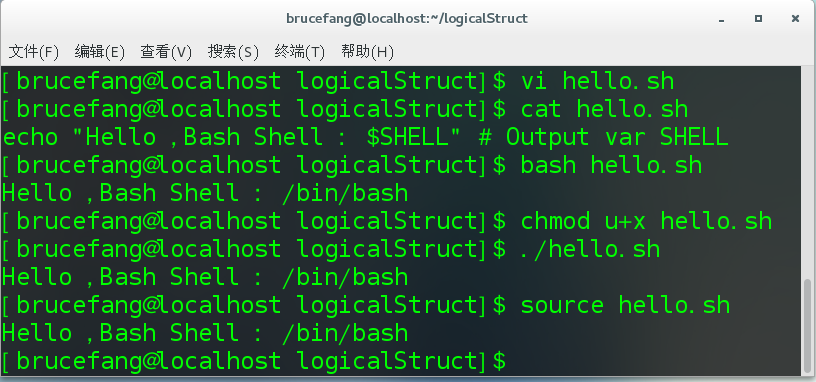 brucefang@localhost:~/logicalStruct
文件(F) 编辑(E) 查看(V) 搜索(S) 终端(T) 帮助(H)
[brucefang@localhost logicalStruct]$ vi hello.sh
[brucefang@localhost logicalStruct]$ cat hello.sh
echo "Hello ,Bash Shell : $SHELL" # Output var SHELL
[brucefang@localhost logicalStruct]$ bash hello.sh
Hello ,Bash Shell : /bin/bash
[brucefang@localhost logicalStruct]$ chmod u+x hello.sh
[brucefang@localhost logicalStruct]$ ./hello.sh
Hello ,Bash Shell : /bin/bash
[brucefang@localhost logicalStruct]$ source hello.sh
Hello ,Bash Shell : /bin/bash
[brucefang@localhost logicalStruct]$